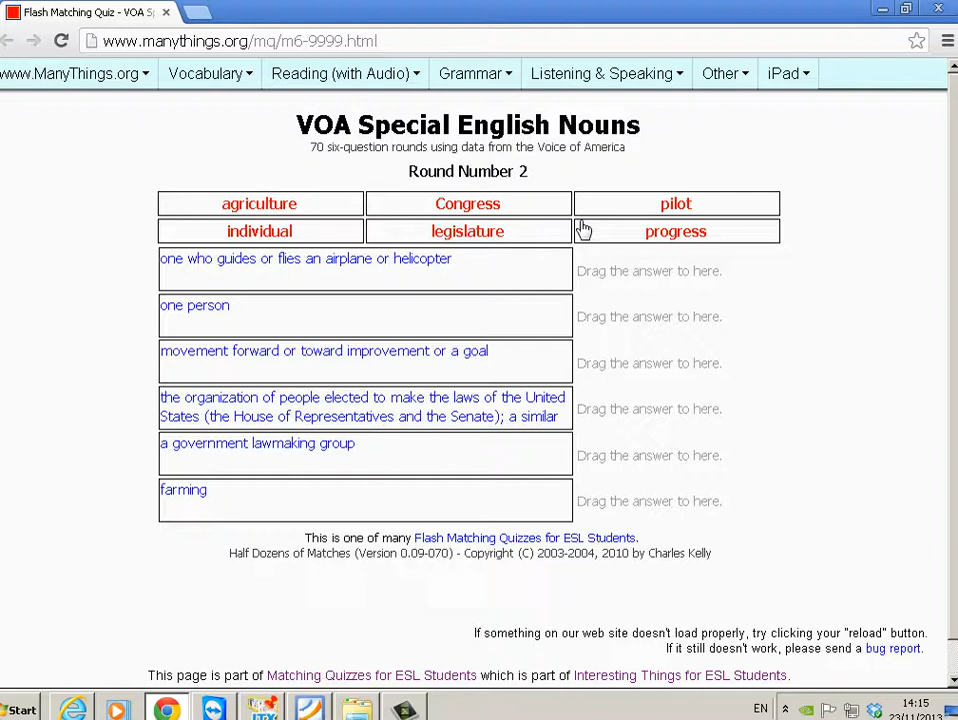 Flash Matching Quiz - VOA Sp
www.manythings.org/mq/m6-9999.html
www.ManyThings.org Vocabulary Reading (with Audio) Grammar Listening & Speaking Other iPad
VOA Special English Nouns
70 six-question rounds using data from the Voice of America
Round Number 2
agriculture Congress pilot
individual legislature progress
one who guides or flies an airplane or helicopter Drag the answer to here.
one person Drag the answer to here.
movement forward or toward improvement or a goal Drag the answer to here.
the organization of people elected to make the laws of the United
States (the House of Representatives and the Senate); a similar Drag the answer to here.
a government lawmaking group Drag the answer to here.
farming Drag the answer to here.
This is one of many Flash Matching Quizzes for ESL Students.
Half Dozens of Matches (Version 0.09-070) - Copyright (C) 2003-2004, 2010 by Charles Kelly
If something on our web site doesn't load properly, try clicking your "reload" button.
If it still doesn't work, please send a bug report.
This page is part of Matching Quizzes for ESL Students which is part of Interesting Things for ESL Students.
Start EN 14:15
23/11/2013